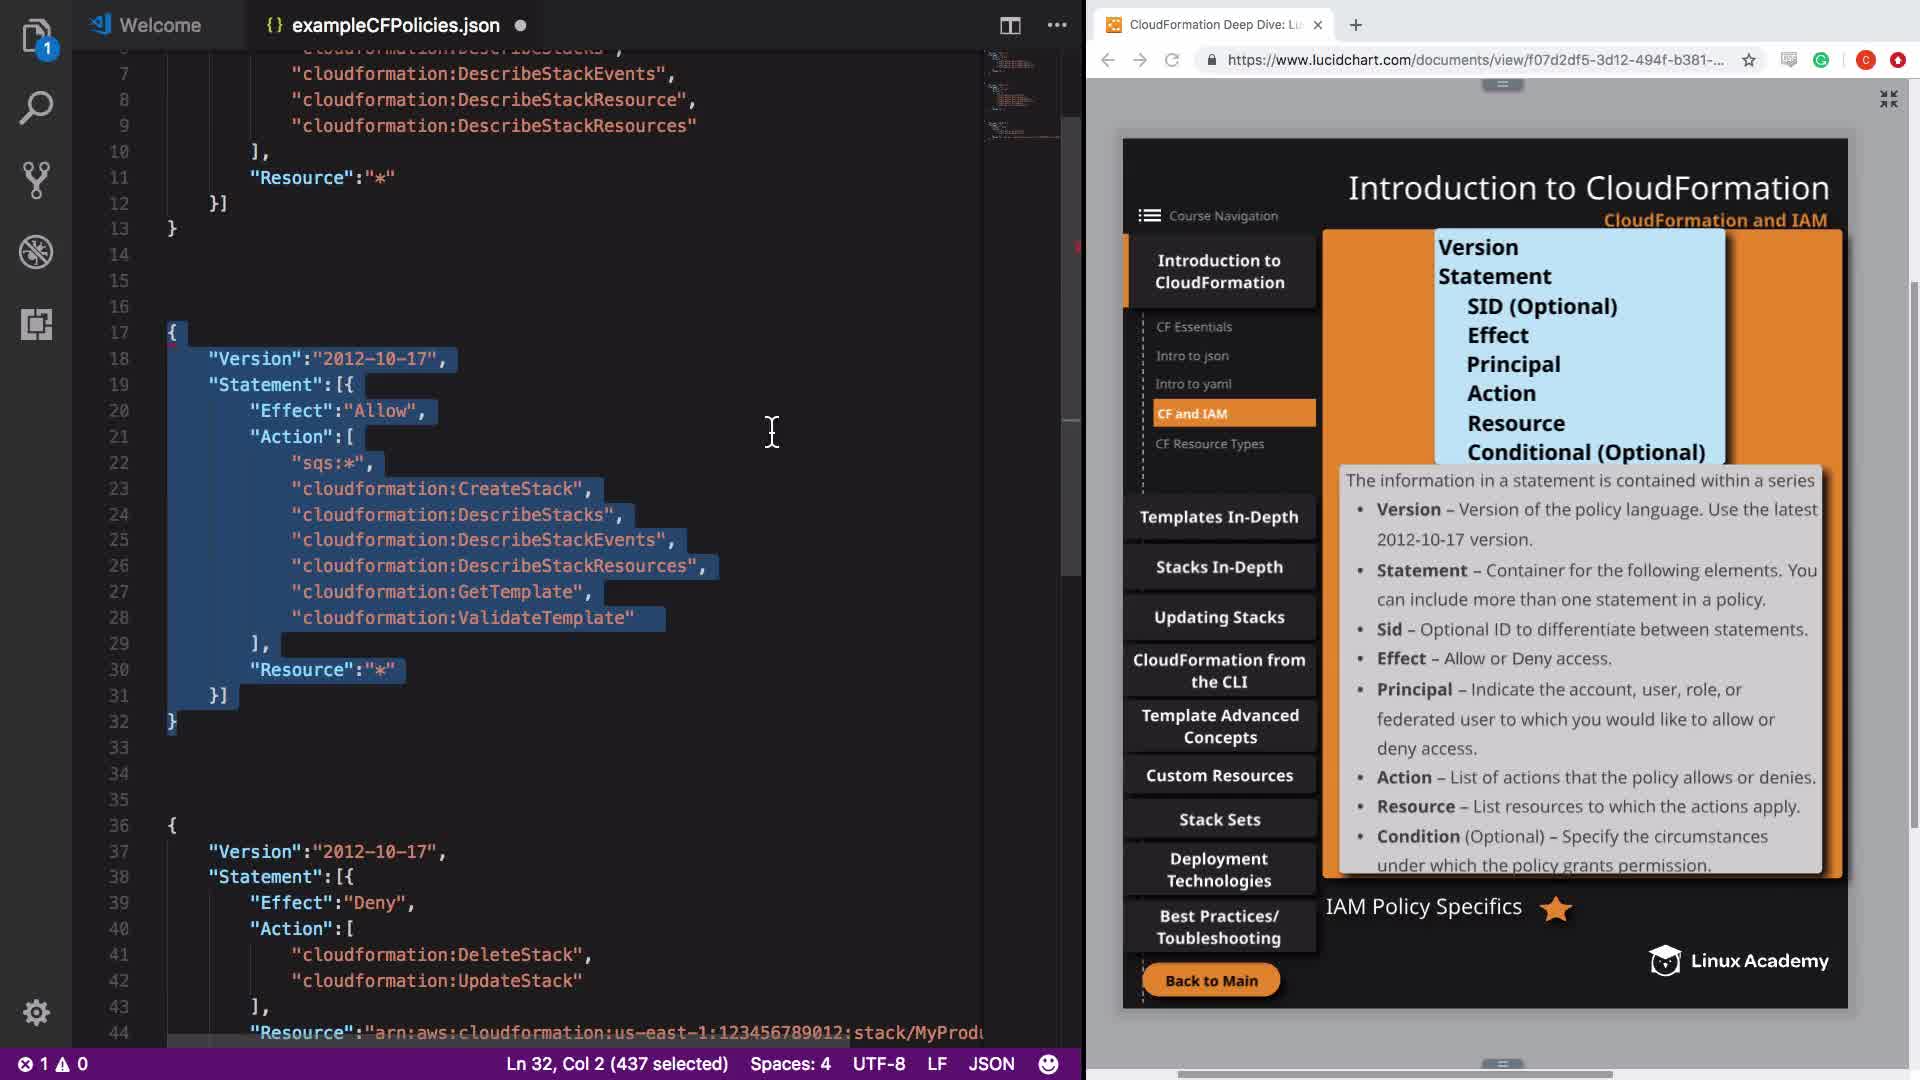 Welcome
{} exampleCFPolicies.json
1
7 "cloudformation:DescribeStackEvents",
8 "cloudformation:DescribeStackResource",
9 "cloudformation:DescribeStackResources"
10 ],
11 "Resource":"*"
12 }]
13 }
14
15
16
17 {
18 "Version":"2012-10-17",
19 "Statement":[{
20 "Effect":"Allow",
21 "Action":[
22 "sqs:*",
23 "cloudformation:CreateStack",
24 "cloudformation:DescribeStacks",
25 "cloudformation:DescribeStackEvents",
26 "cloudformation:DescribeStackResources",
27 "cloudformation:GetTemplate",
28 "cloudformation:ValidateTemplate"
29 ],
30 "Resource":"*"
31 }]
32 }
33
34
35
36 {
37 "Version":"2012-10-17",
38 "Statement":[{
39 "Effect":"Deny",
40 "Action":[
41 "cloudformation:DeleteStack",
42 "cloudformation:UpdateStack"
43 ],
44 "Resource":"arn:aws:cloudformation:us-east-1:123456789012:stack/MyProdu
1 0
Ln 32, Col 2 (437 selected)
Spaces: 4
UTF-8
LF
JSON
CloudFormation Deep Dive: Lu
https://www.lucidchart.com/documents/view/f07d2df5-3d12-494f-b381-...
C
Introduction to CloudFormation
CloudFormation and IAM
Course Navigation
Introduction to
CloudFormation
CF Essentials
Intro to json
Intro to yaml
CF and IAM
CF Resource Types
Templates In-Depth
Stacks In-Depth
Updating Stacks
CloudFormation from
the CLI
Template Advanced
Concepts
Custom Resources
Stack Sets
Deployment
Technologies
Best Practices/
Toubleshooting
Back to Main
Version
Statement
SID (Optional)
Effect
Principal
Action
Resource
Conditional (Optional)
The information in a statement is contained within a series
• Version – Version of the policy language. Use the latest
2012-10-17 version.
• Statement – Container for the following elements. You
can include more than one statement in a policy.
• Sid – Optional ID to differentiate between statements.
• Effect – Allow or Deny access.
• Principal – Indicate the account, user, role, or
federated user to which you would like to allow or
deny access.
• Action – List of actions that the policy allows or denies.
• Resource – List resources to which the actions apply.
• Condition (Optional) – Specify the circumstances
under which the policy grants permission.
IAM Policy Specifics
Linux Academy